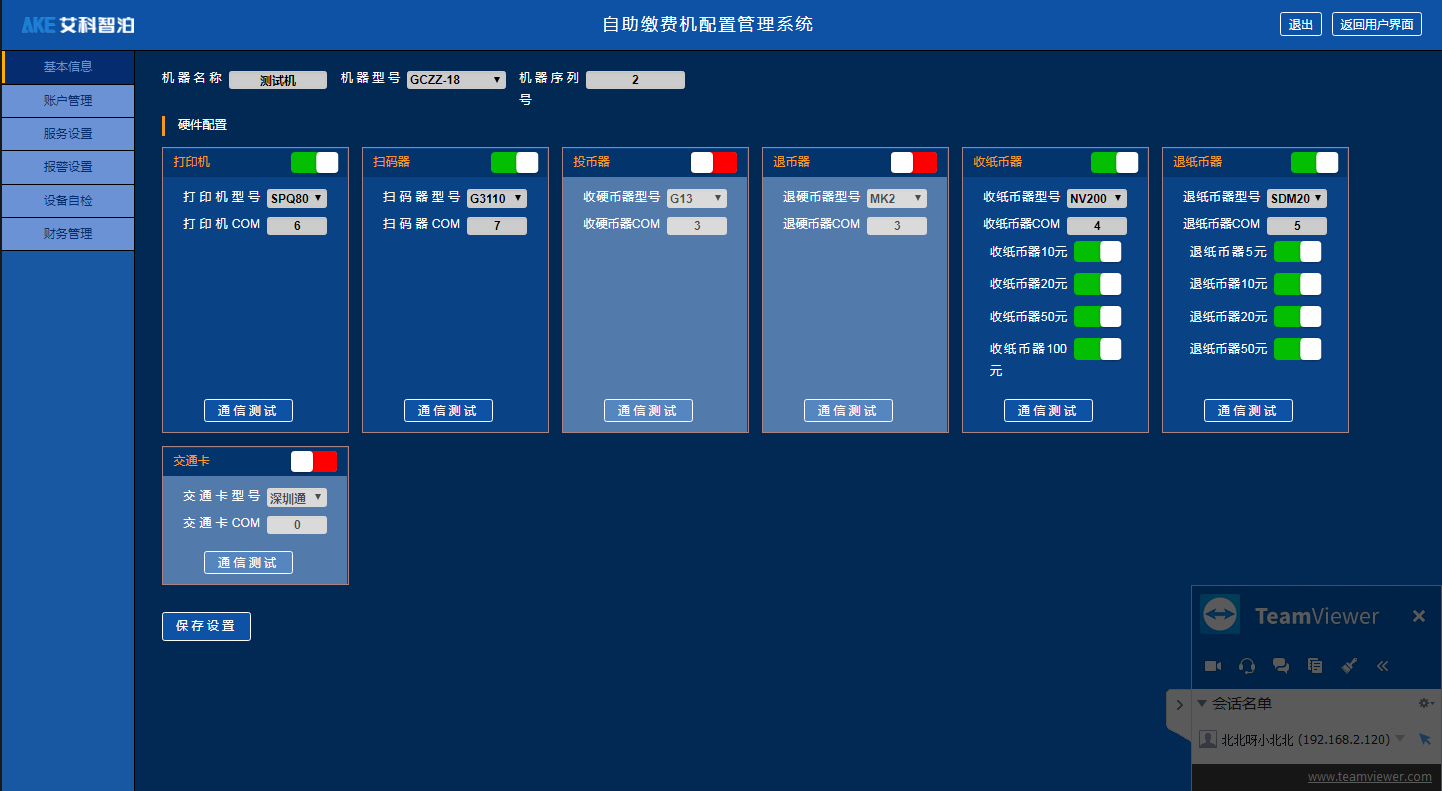 AKE 艾科智泊
自助缴费机配置管理系统
退出
返回用户界面
基本信息
账户管理
服务设置
报警设置
设备自检
财务管理
机器名称 测试机 机器型号 GCZZ-18 机器序列 2
号
硬件配置
打印机
打印机型号 SPQ80
打印机COM 6
通信测试
扫码器
扫码器型号 G3110
扫码器COM 7
通信测试
投币器
收硬币器型号 G13
收硬币器COM 3
通信测试
退币器
退硬币器型号 MK2
退硬币器COM 3
通信测试
收纸币器
收纸币器型号 NV200
收纸币器COM 4
收纸币器10元
收纸币器20元
收纸币器50元
收纸币器100
元
通信测试
退纸币器
退纸币器型号 SDM20
退纸币器COM 5
退纸币器5元
退纸币器10元
退纸币器20元
退纸币器50元
通信测试
交通卡
交通卡型号 深圳通
交通卡COM 0
通信测试
保存设置
TeamViewer
会话名单
北北呀小北北 (192.168.2.120)
www.teamviewer.com